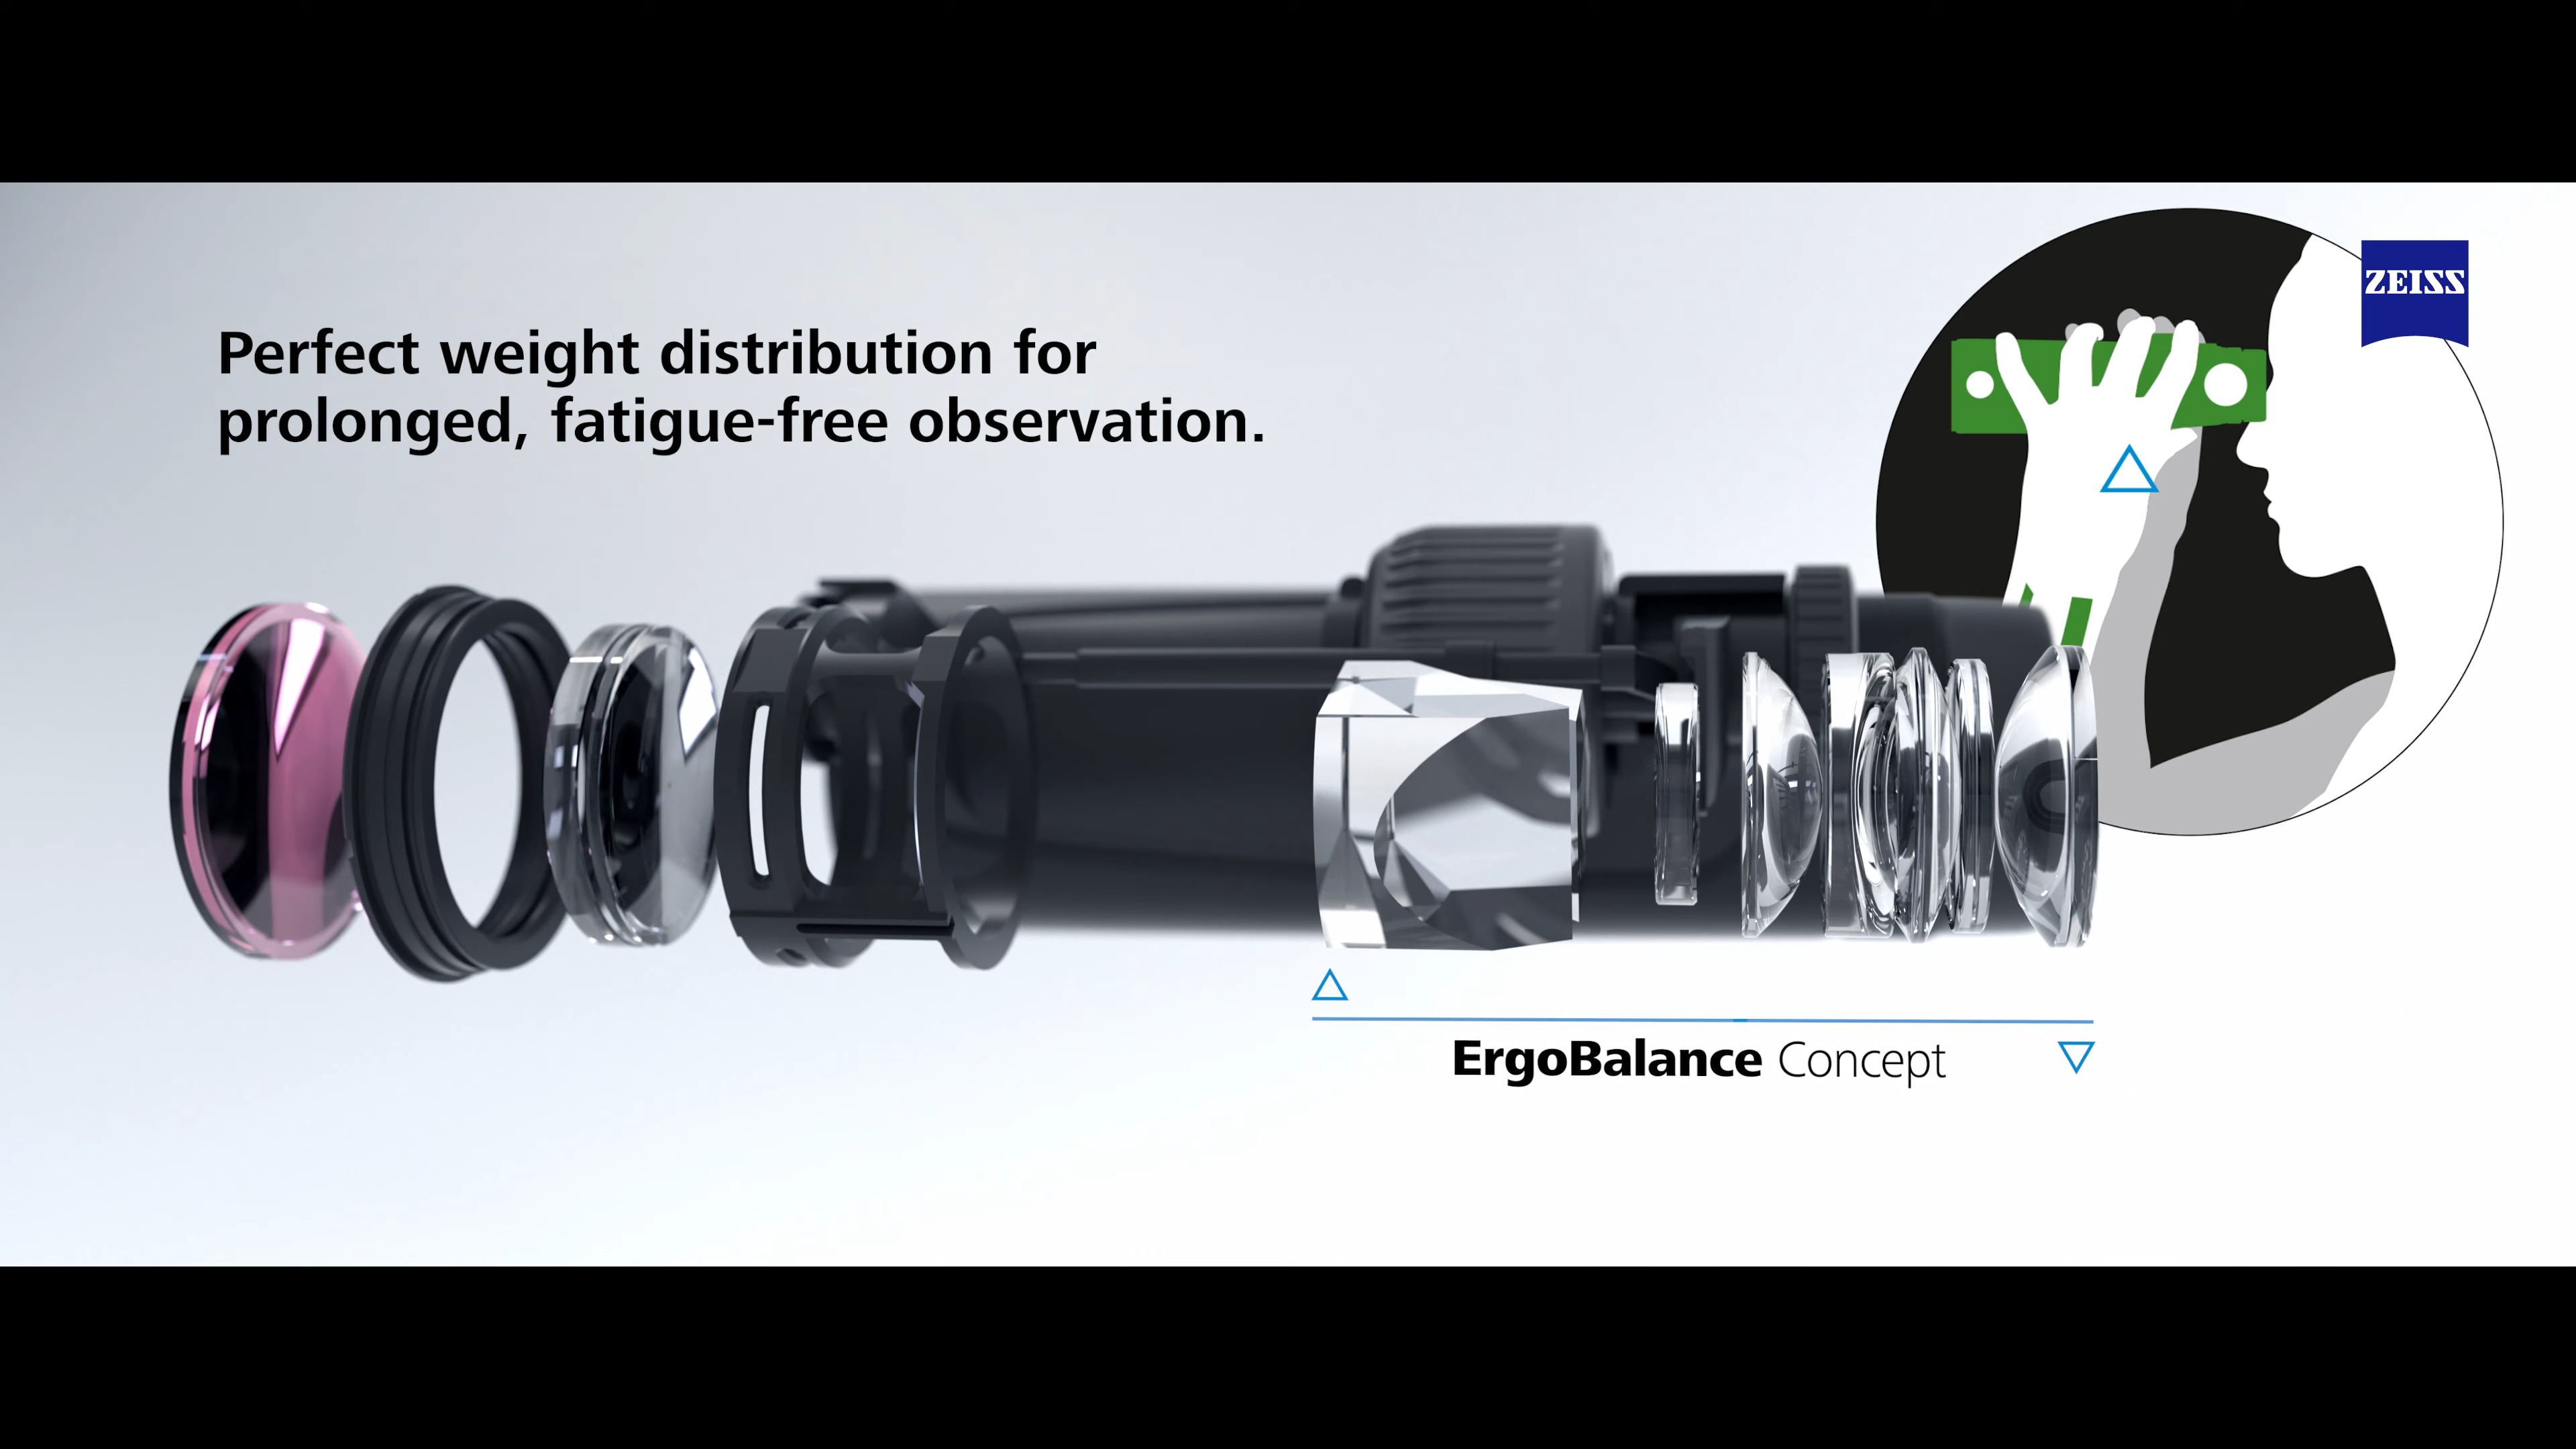 Perfect weight distribution for
prolonged, fatigue-free observation.
ZEISS
ErgoBalance Concept